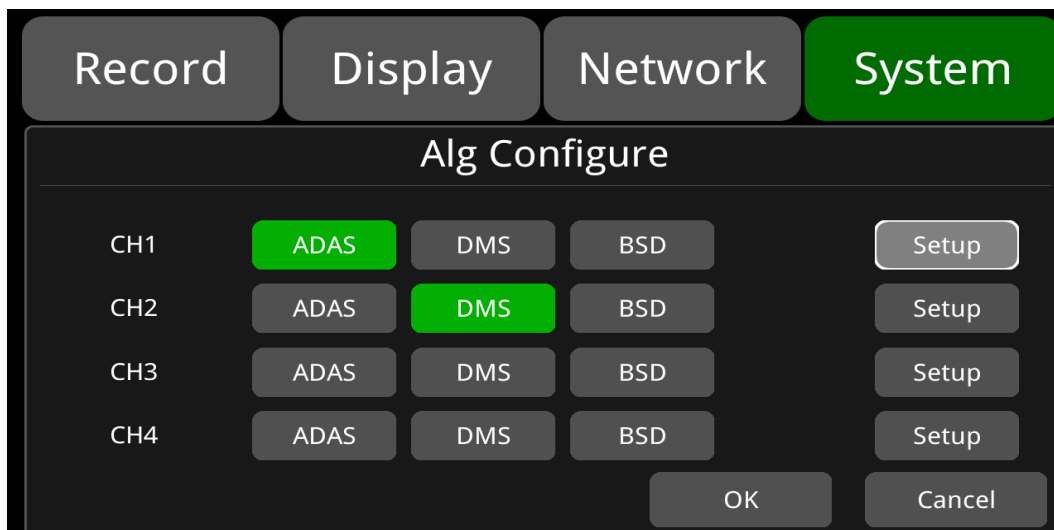 Record Display Network System
Alg Configure
CH1 ADAS DMS BSD Setup
CH2 ADAS DMS BSD Setup
CH3 ADAS DMS BSD Setup
CH4 ADAS DMS BSD Setup
OK Cancel